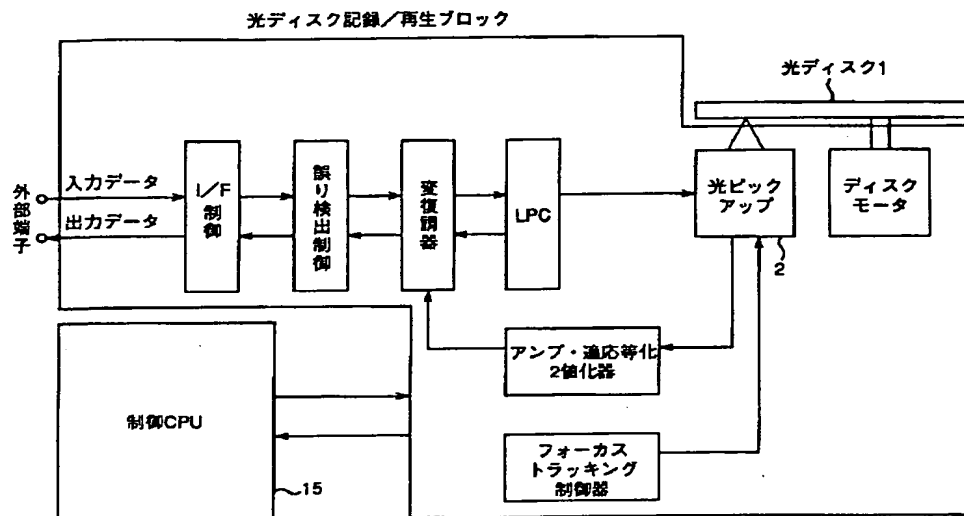 光ディスク記録/再生ブロック
光ディスク1
外部端子
入力データ
出力データ
I/F
制御
誤り検出制御
変復調器
LPC
光ピック
アップ
ディスク
モータ
2
アンプ・適応等化
2値化器
制御CPU
15
フォーカス
トラッキング
制御器